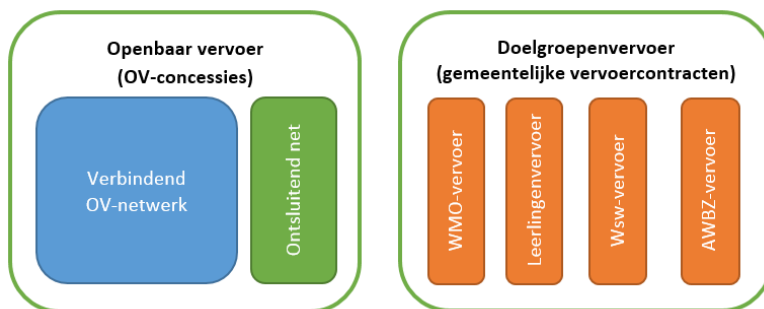 Openbaar vervoer
(OV-concessies)
Verbindend
OV-netwerk
Ontsluitend net
Doelgroepenvervoer
(gemeentelijke vervoercontracten)
WMO-vervoer
Leerlingenvervoer
Wsw-vervoer
AWBZ-vervoer